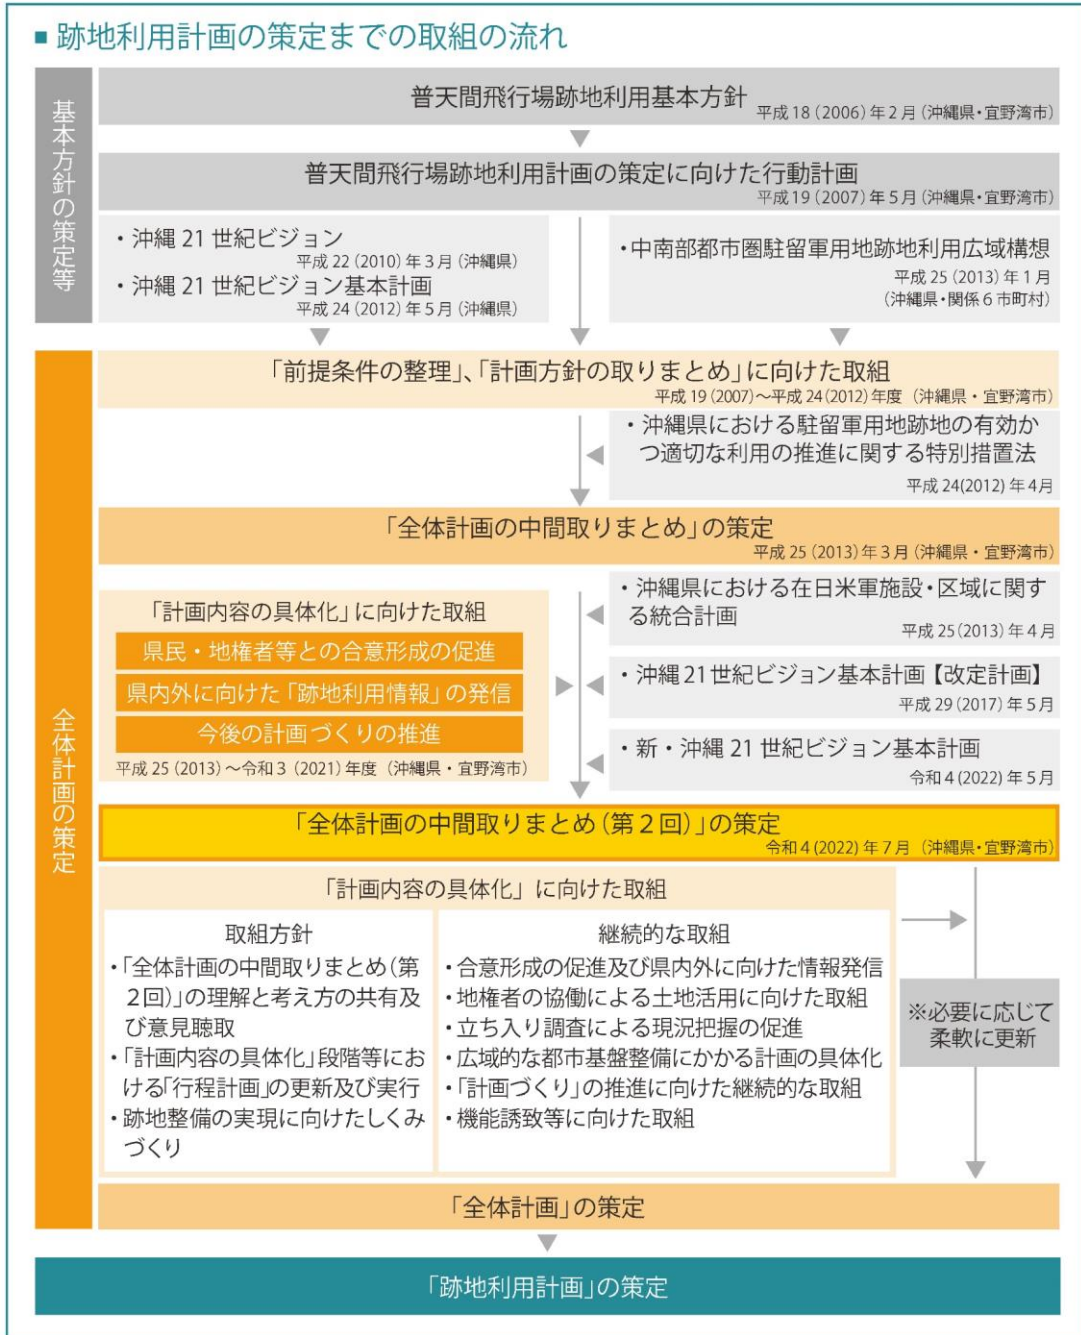 ■ 跡地利用計画の策定までの取組の流れ
基本方針の策定等
普天間飛行場跡地利用基本方針
平成18(2006)年2月(沖縄県・宜野湾市)
普天間飛行場跡地利用計画の策定に向けた行動計画
平成19(2007)年5月(沖縄県・宜野湾市)
・沖縄21世紀ビジョン
平成22(2010)年3月(沖縄県)
・沖縄21世紀ビジョン基本計画
平成24(2012)年5月(沖縄県)
・中南部都市圏駐留軍用地跡地利用広域構想
平成25(2013)年1月
(沖縄県・関係6市町村)
全体計画の策定
「前提条件の整理」、「計画方針の取りまとめ」に向けた取組
平成19(2007)～平成24(2012)年度(沖縄県・宜野湾市)
・沖縄県における駐留軍用地跡地の有効か
つ適切な利用の推進に関する特別措置法
平成24(2012)年4月
「全体計画の中間取りまとめ」の策定
平成25(2013)年3月(沖縄県・宜野湾市)
「計画内容の具体化」に向けた取組
県民・地権者等との合意形成の促進
県内外に向けた「跡地利用情報」の発信
今後の計画づくりの推進
平成25(2013)～令和3(2021)年度(沖縄県・宜野湾市)
・沖縄県における在日米軍施設・区域に関す
る統合計画
平成25(2013)年4月
・沖縄21世紀ビジョン基本計画【改定計画】
平成29(2017)年5月
・新・沖縄21世紀ビジョン基本計画
令和4(2022)年5月
「全体計画の中間取りまとめ(第2回)」の策定
令和4(2022)年7月(沖縄県・宜野湾市)
「計画内容の具体化」に向けた取組
取組方針
・「全体計画の中間取りまとめ(第
2回)」の理解と考え方の共有及
び意見聴取
・「計画内容の具体化」段階等にお
ける「行程計画」の更新及び実行
・跡地整備の実現に向けたしくみ
づくり
継続的な取組
・合意形成の促進及び県内外に向けた情報発信
・地権者の協働による土地活用に向けた取組
・立ち入り調査による現況把握の促進
・広域的な都市基盤整備にかかる計画の具体化
・「計画づくり」の推進に向けた継続的な取組
・機能誘致等に向けた取組
※必要に応じて
柔軟に更新
「全体計画」の策定
「跡地利用計画」の策定